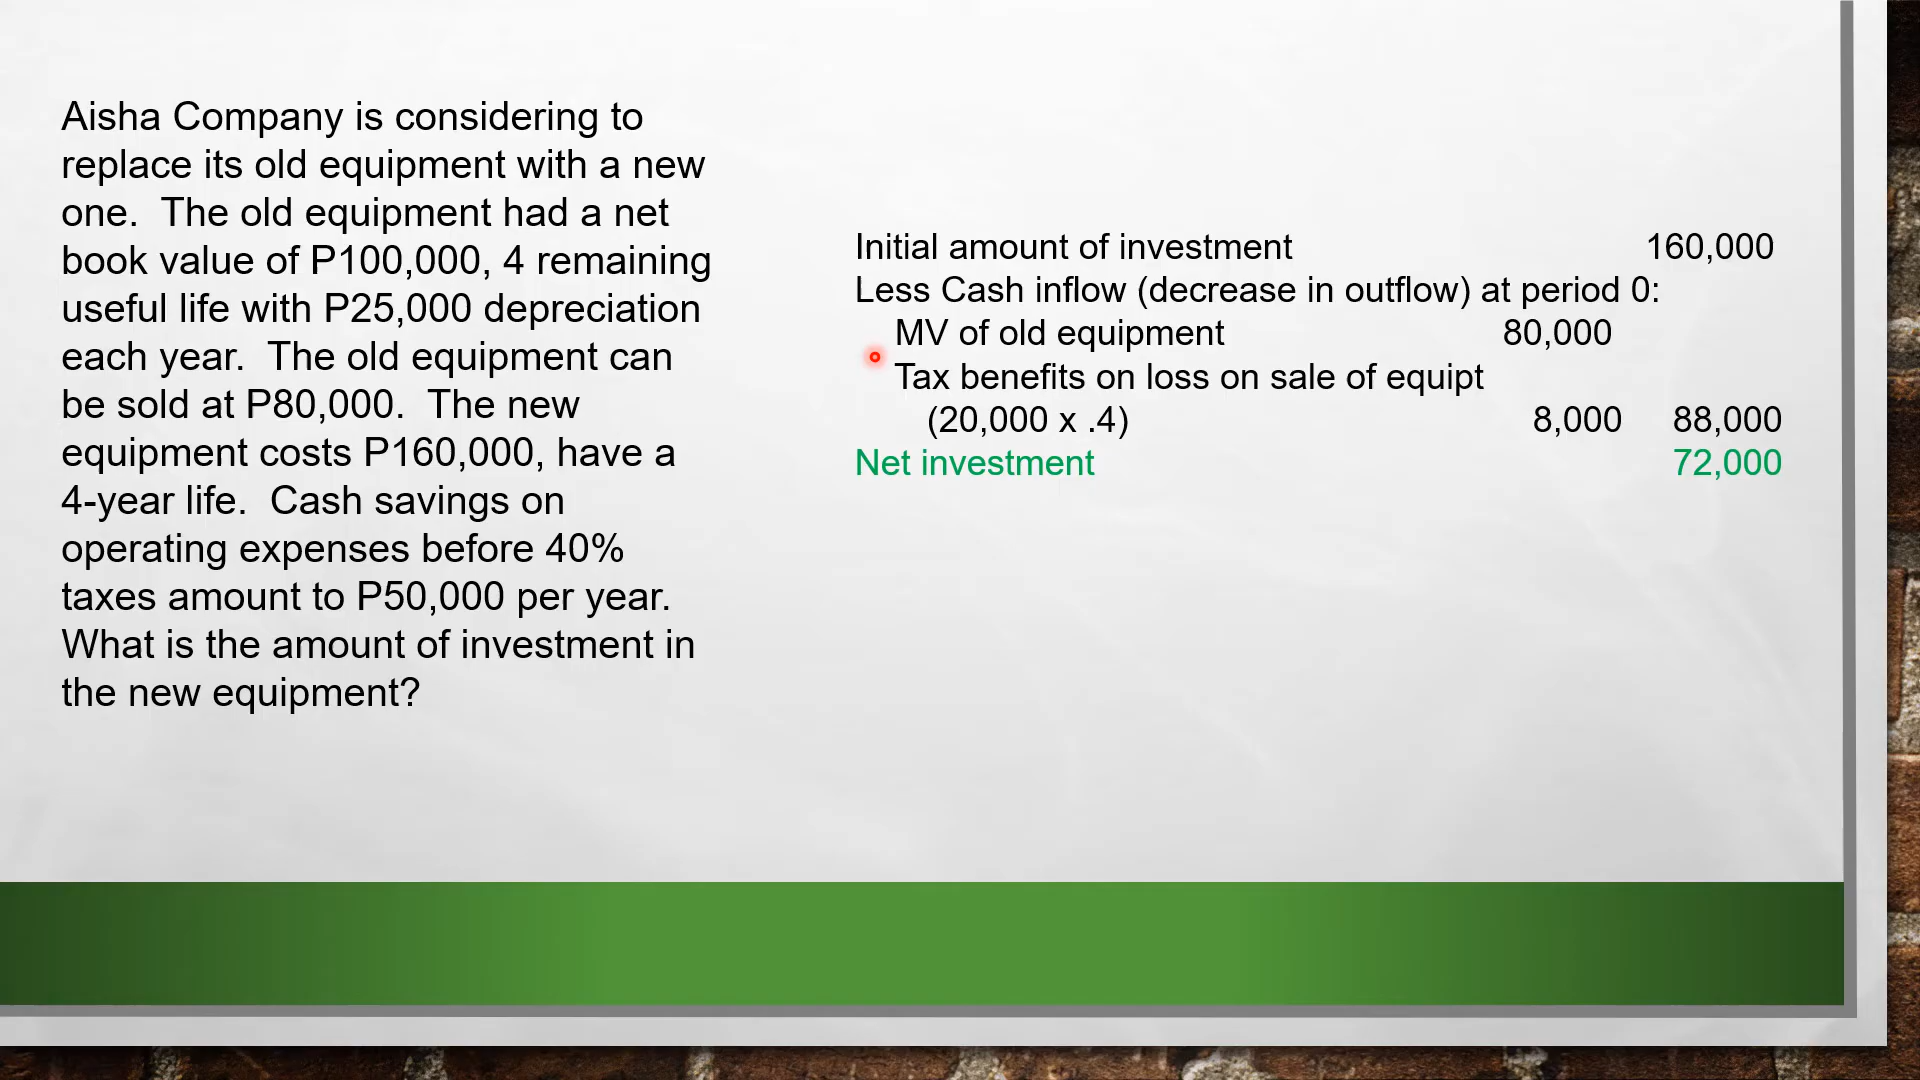 Aisha Company is considering to
replace its old equipment with a new
one.  The old equipment had a net
book value of P100,000, 4 remaining
useful life with P25,000 depreciation
each year.  The old equipment can
be sold at P80,000.  The new
equipment costs P160,000, have a
4-year life.  Cash savings on
operating expenses before 40%
taxes amount to P50,000 per year.
What is the amount of investment in
the new equipment?
Initial amount of investment 160,000
Less Cash inflow (decrease in outflow) at period 0:
MV of old equipment 80,000
Tax benefits on loss on sale of equipt
(20,000 x .4) 8,000 88,000
Net investment 72,000